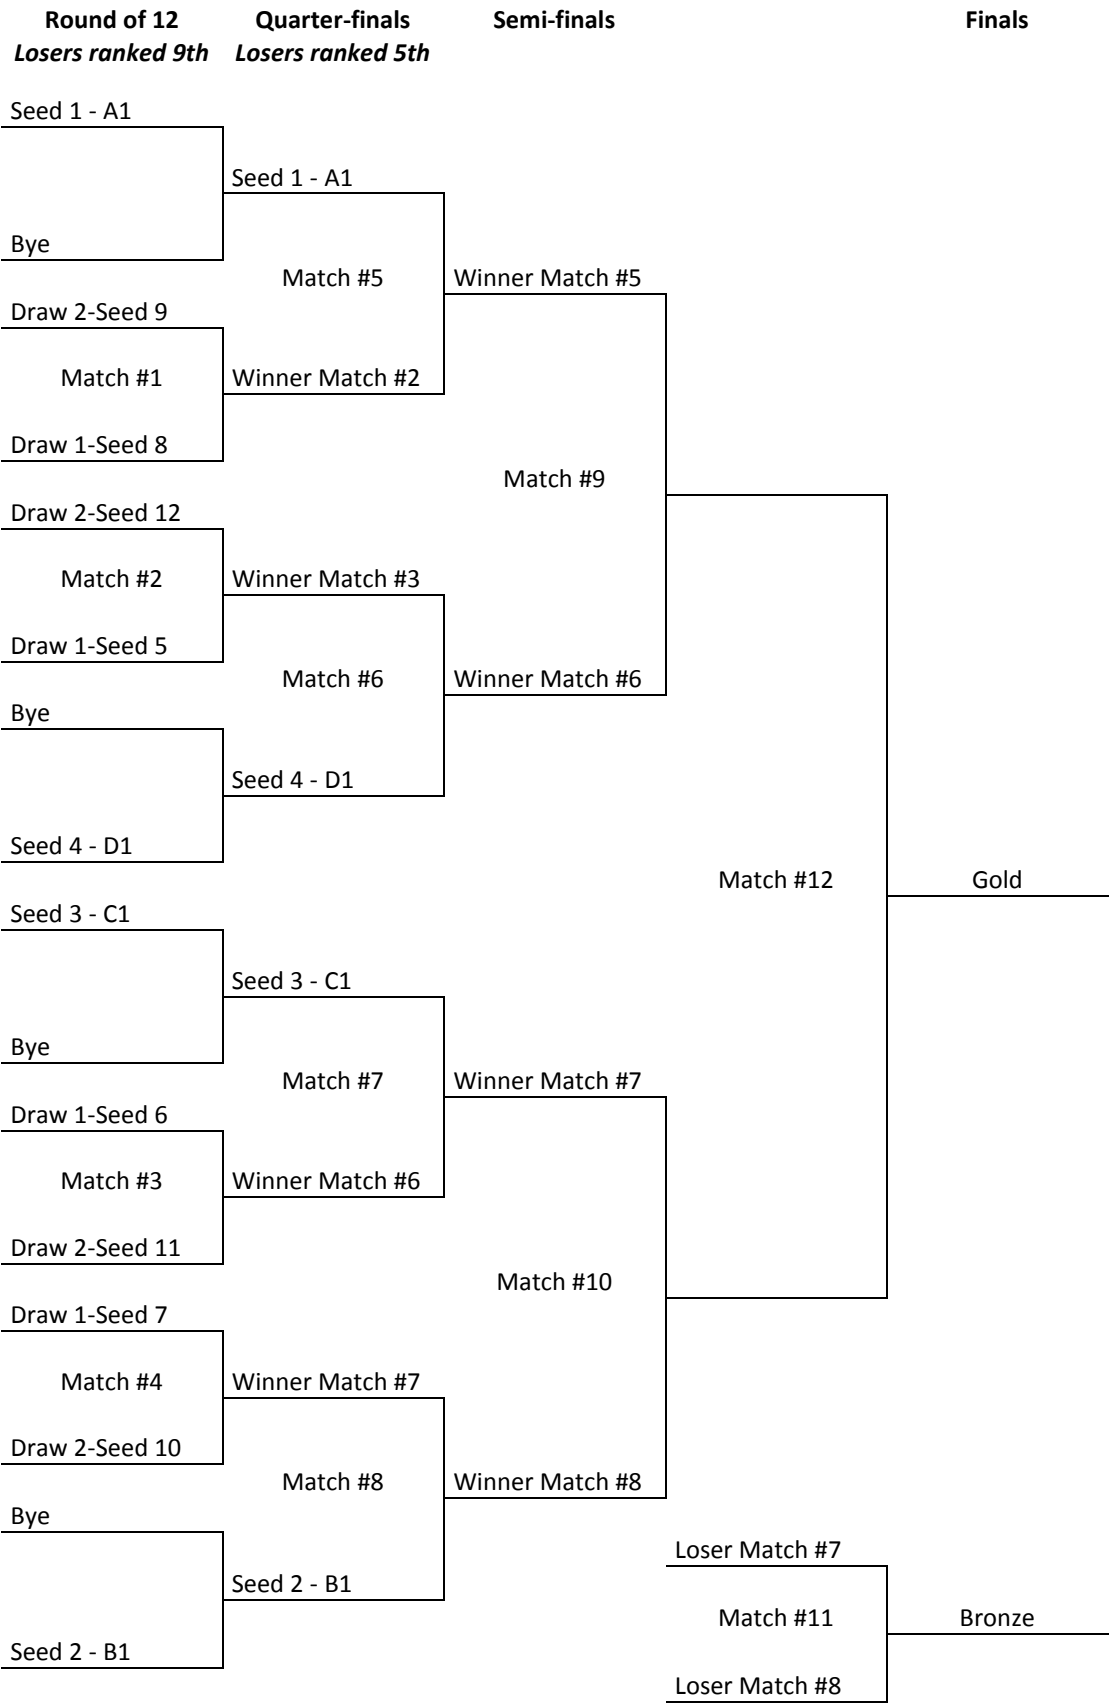 Round of 12
Losers ranked 9th
Quarter-finals
Losers ranked 5th
Semi-finals
Finals
Seed 1 - A1
Bye
Draw 2-Seed 9
Match #1
Draw 1-Seed 8
Draw 2-Seed 12
Match #2
Draw 1-Seed 5
Bye
Seed 4 - D1
Seed 3 - C1
Bye
Draw 1-Seed 6
Match #3
Draw 2-Seed 11
Draw 1-Seed 7
Match #4
Draw 2-Seed 10
Bye
Seed 2 - B1
Seed 1 - A1
Match #5
Winner Match #2
Winner Match #3
Match #6
Seed 4 - D1
Seed 3 - C1
Match #7
Winner Match #6
Winner Match #7
Match #8
Seed 2 - B1
Winner Match #5
Match #9
Winner Match #6
Winner Match #7
Match #10
Winner Match #8
Match #12
Gold
Loser Match #7
Match #11
Bronze
Loser Match #8